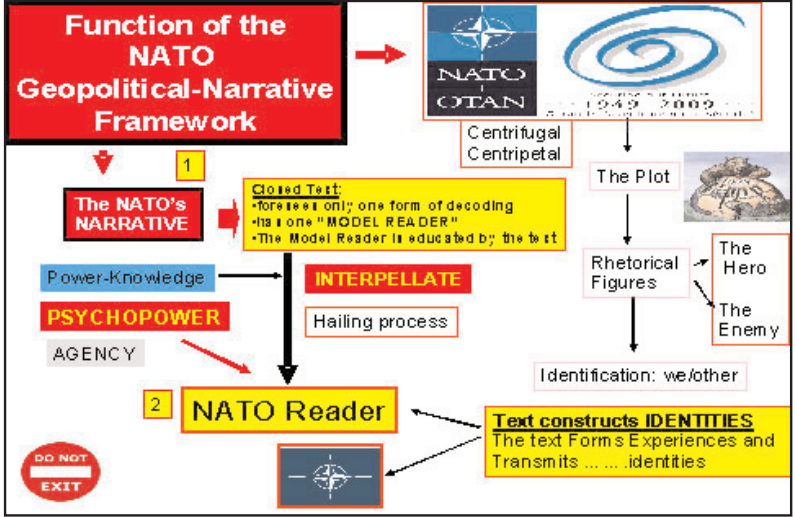 Function of the
NATO
Geopolitical-Narrative
Framework
NATO
OTAN
1949 2009
Centrifugal
Centripetal
1
The NATO's
NARRATIVE
Closed Text:
•foresees only one form of decoding
•has one "MODEL READER"
•The Model Reader is educated by the text
The Plot
Power-Knowledge
INTERPELLATE
Rhetorical
Figures
The
Hero
The
Enemy
PSYCHOPOWER
Hailing process
AGENCY
Identification: we/other
2
NATO Reader
Text constructs IDENTITIES
The text Forms Experiences and
Transmits ... ... .identities
DO NOT
EXIT